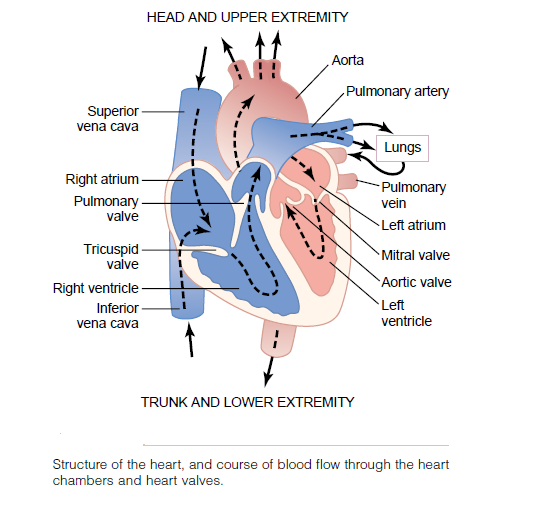 HEAD AND UPPER EXTREMITY
Aorta
Pulmonary artery
Superior
vena cava
Lungs
Right atrium
Pulmonary
valve
Pulmonary
vein
Left atrium
Tricuspid
valve
Mitral valve
Aortic valve
Right ventricle
Inferior
vena cava
Left
ventricle
TRUNK AND LOWER EXTREMITY
Structure of the heart, and course of blood flow through the heart
chambers and heart valves.